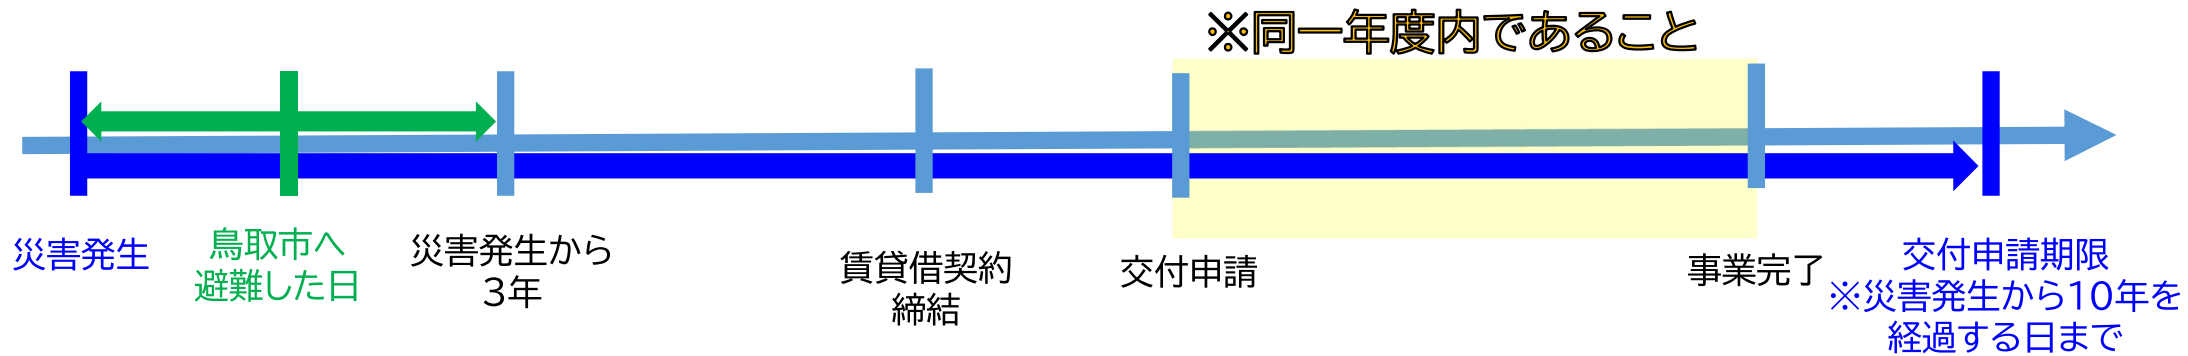 ※同一年度内であること
災害発生
鳥取市へ
避難した日
災害発生から
３年
賃貸借契約
締結
交付申請
事業完了
交付申請期限
※災害発生から10年を
経過する日まで